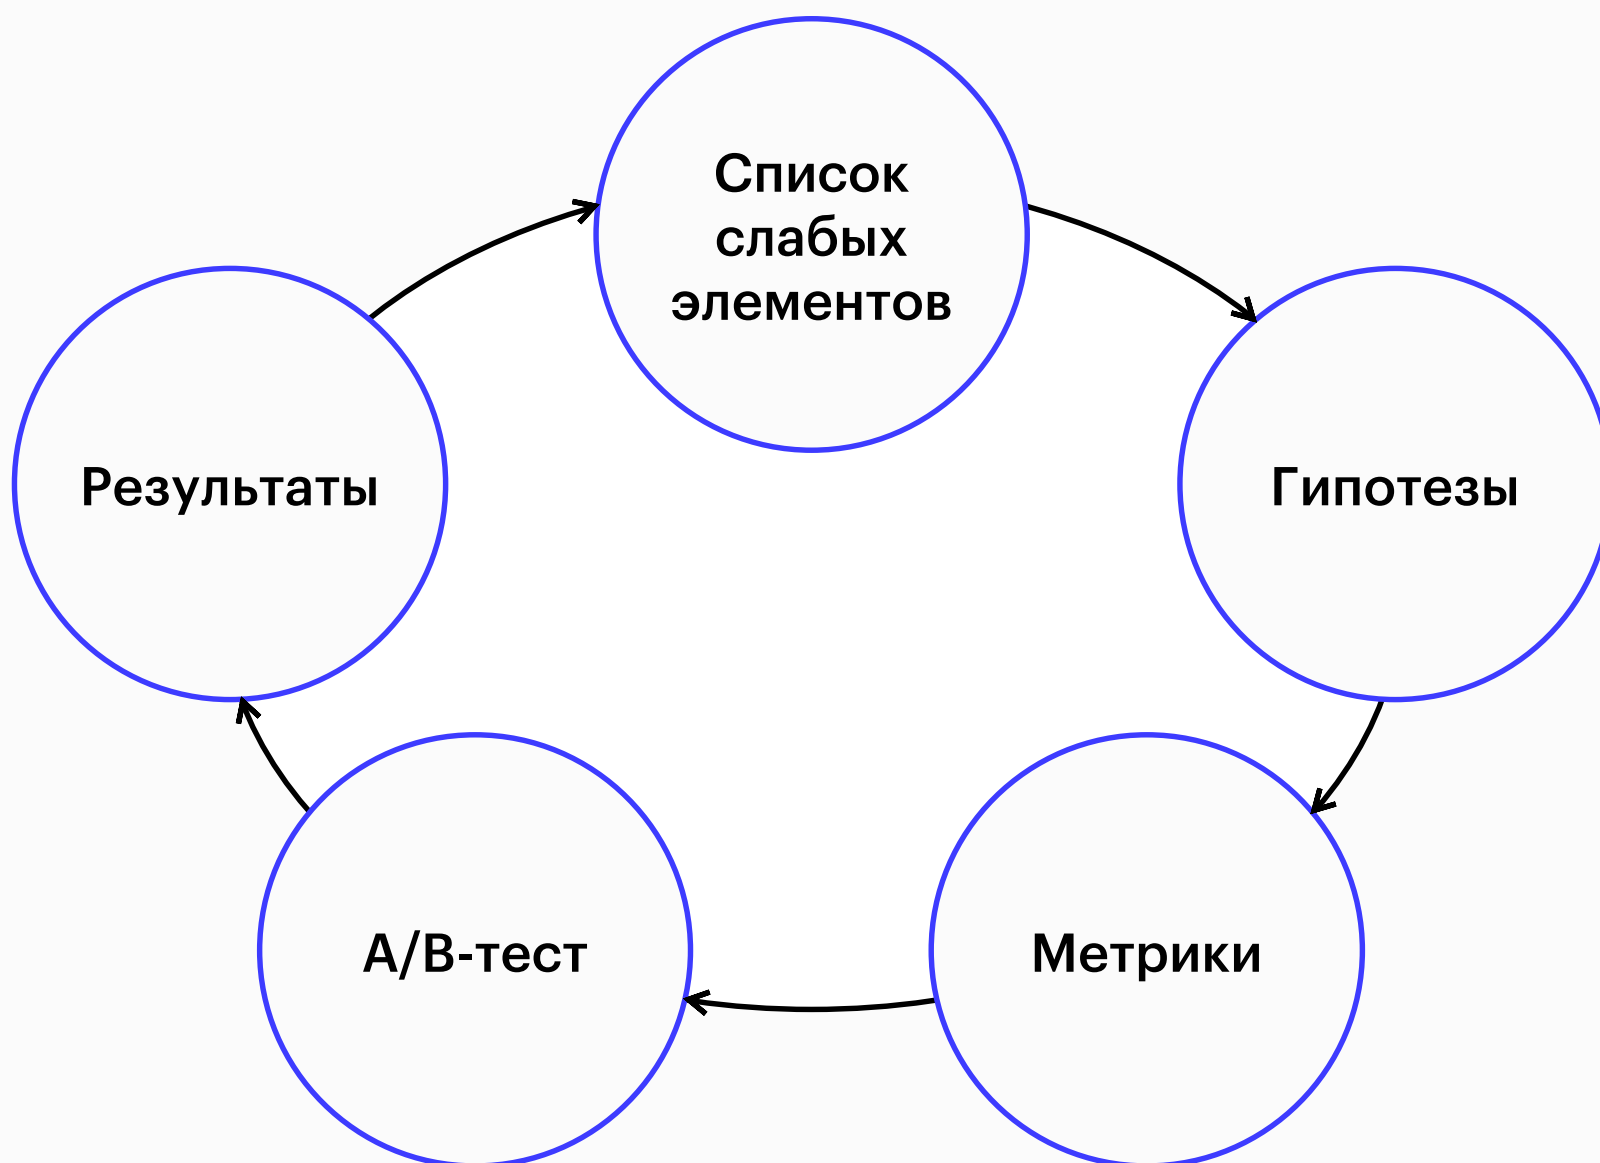 Список
слабых
элементов
Результаты
Гипотезы
A/B-тест
Метрики